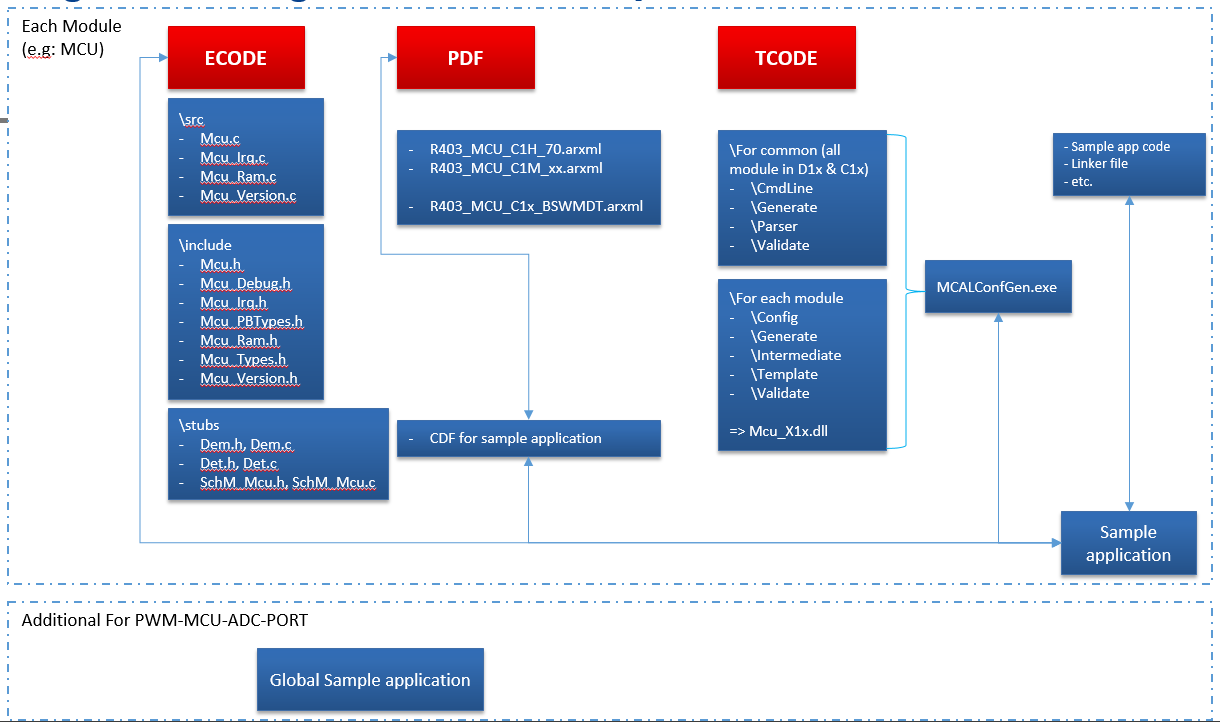 Each Module
(e.g: MCU)
ECODE
\src
- Mcu.c
- Mcu_Irq.c
- Mcu_Ram.c
- Mcu_Version.c
\include
- Mcu.h
- Mcu_Debug.h
- Mcu_Irq.h
- Mcu_PBTypes.h
- Mcu_Ram.h
- Mcu_Types.h
- Mcu_Version.h
\stubs
- Dem.h, Dem.c
- Det.h, Det.c
- SchM_Mcu.h, SchM_Mcu.c
PDF
- R403_MCU_C1H_70.arxml
- R403_MCU_C1M_xx.arxml
- R403_MCU_C1x_BSWMDT.arxml
- CDF for sample application
TCODE
\For common (all
module in D1x & C1x)
- \CmdLine
- \Generate
- \Parser
- \Validate
\For each module
- \Config
- \Generate
- \Intermediate
- \Template
- \Validate
=> Mcu_X1x.dll
MCALConfGen.exe
- Sample app code
- Linker file
- etc.
Sample
application
Additional For PWM-MCU-ADC-PORT
Global Sample application